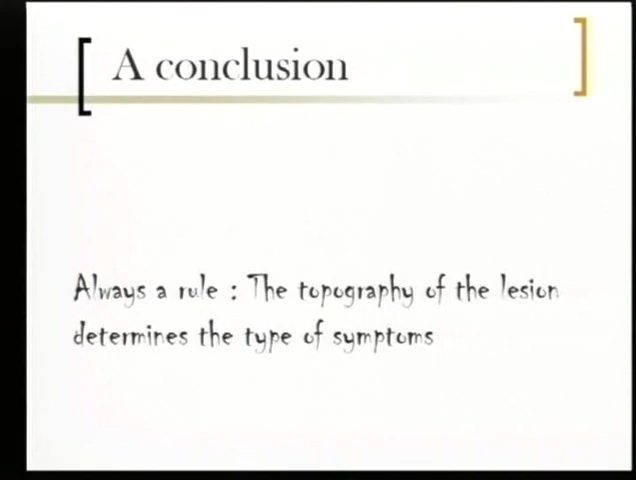 A conclusion
Always a rule : The topography of the lesion
determines the type of symptoms